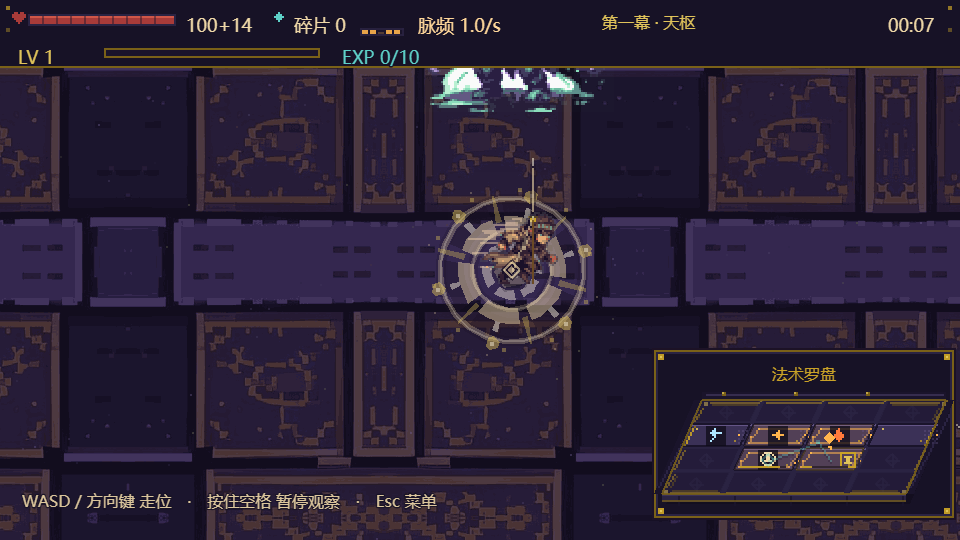 100+14 碎片 0 脉频 1.0/s 第一幕 · 天枢 00:07
LV 1 EXP 0/10
法术罗盘
WASD / 方向键 走位 · 按住空格 暂停观察 · Esc 菜单